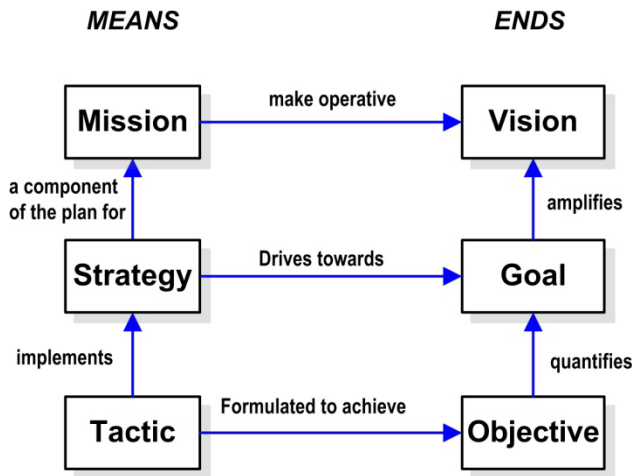 MEANS
ENDS
make operative
Mission
Vision
a component
of the plan for
amplifies
Drives towards
Strategy
Goal
implements
quantifies
Formulated to achieve
Tactic
Objective